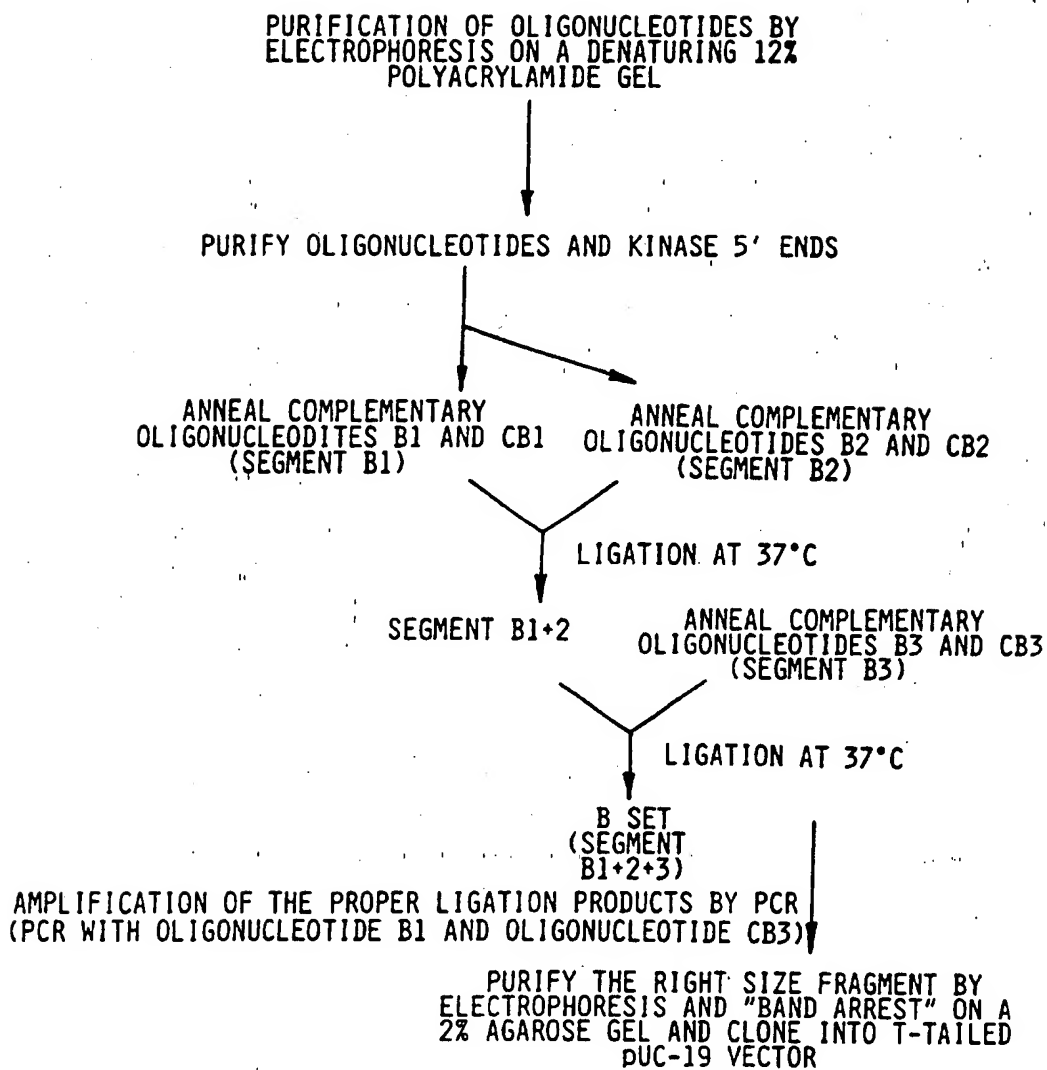 PURIFICATION OF OLIGONUCLEOTIDES BY
ELECTROPHORESIS ON A DENATURING 12%
POLYACRYLAMIDE GEL
PURIFY OLIGONUCLEOTIDES AND KINASE 5' ENDS
ANNEAL COMPLEMENTARY
OLIGONUCLEODITES B1 AND CB1
(SEGMENT B1)
ANNEAL COMPLEMENTARY
OLIGONUCLEOTIDES B2 AND CB2
(SEGMENT B2)
LIGATION AT 37°C
SEGMENT B1+2
ANNEAL COMPLEMENTARY
OLIGONUCLEOTIDES B3 AND CB3
(SEGMENT B3)
LIGATION AT 37°C
B SET
(SEGMENT
B1+2+3)
AMPLIFICATION OF THE PROPER LIGATION PRODUCTS BY PCR
(PCR WITH OLIGONUCLEOTIDE B1 AND OLIGONUCLEOTIDE CB3)
PURIFY THE RIGHT SIZE FRAGMENT BY
ELECTROPHORESIS AND "BAND ARREST" ON A
2% AGAROSE GEL AND CLONE INTO T-TAILED
pUC-19 VECTOR